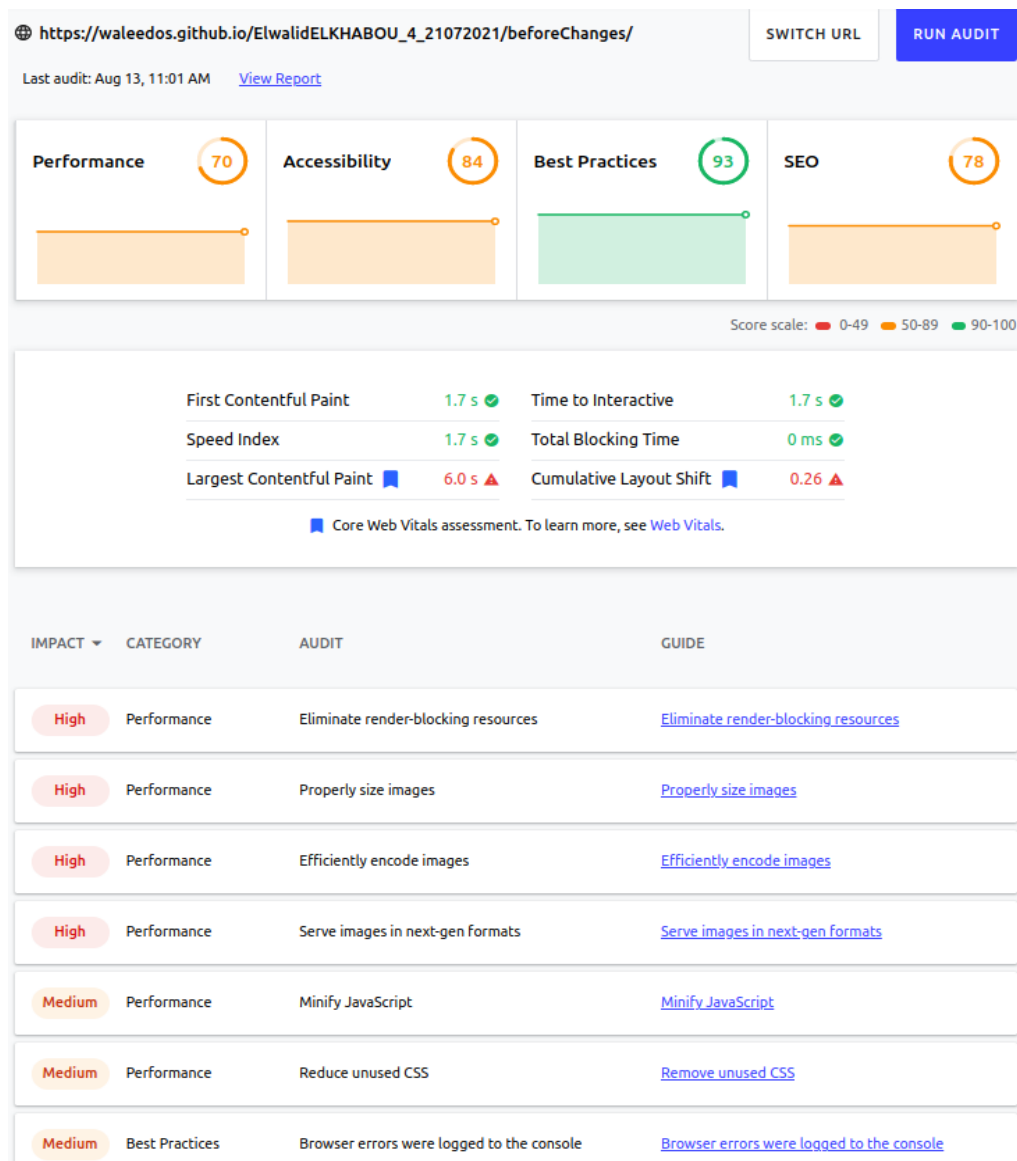 https://waleedos.github.io/ElwalidELKHABOU_4_21072021/beforeChanges/ SWITCH URL RUN AUDIT
Last audit: Aug 13, 11:01 AM View Report
Performance 70 Accessibility 84 Best Practices 93 SEO 78
Score scale: 0-49 50-89 90-100
First Contentful Paint 1.7 s Time to Interactive 1.7 s
Speed Index 1.7 s Total Blocking Time 0 ms
Largest Contentful Paint 6.0 s Cumulative Layout Shift 0.26
Core Web Vitals assessment. To learn more, see Web Vitals.
IMPACT CATEGORY AUDIT GUIDE
High Performance Eliminate render-blocking resources Eliminate render-blocking resources
High Performance Properly size images Properly size images
High Performance Efficiently encode images Efficiently encode images
High Performance Serve images in next-gen formats Serve images in next-gen formats
Medium Performance Minify JavaScript Minify JavaScript
Medium Performance Reduce unused CSS Remove unused CSS
Medium Best Practices Browser errors were logged to the console Browser errors were logged to the console